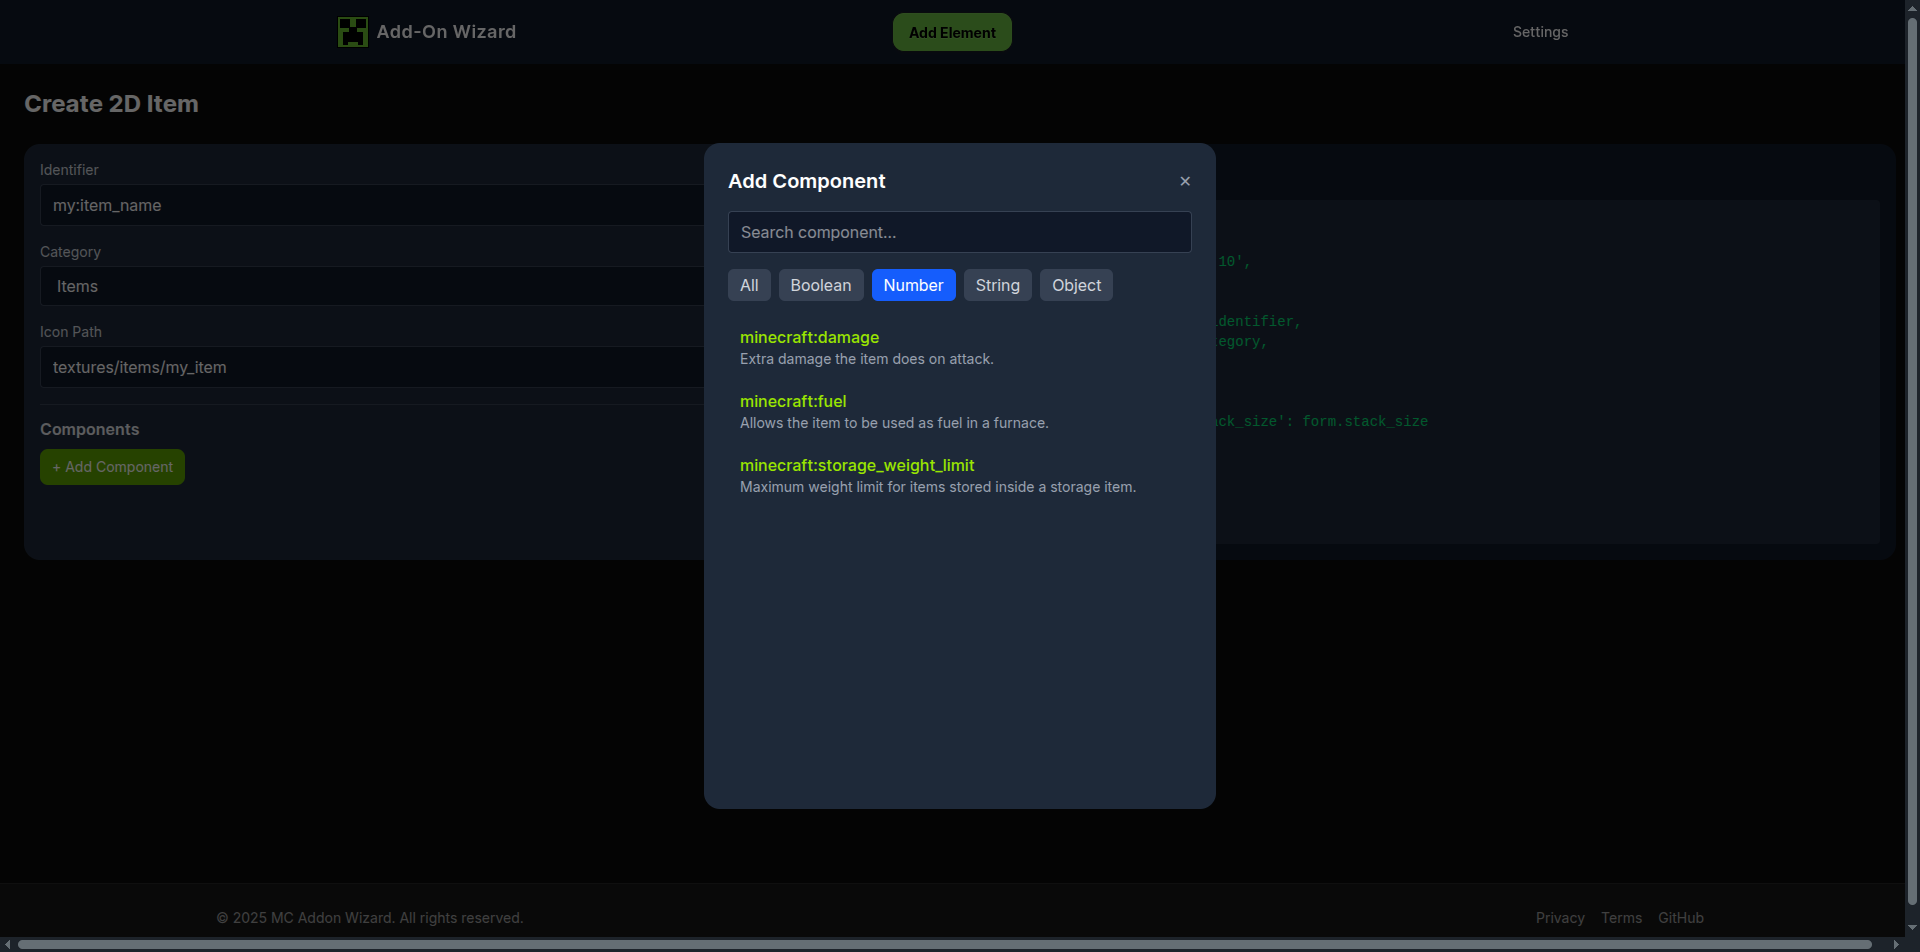 Add-On Wizard
Add Element
Settings
Create 2D Item
Identifier
my:item_name
Category
Items
Icon Path
textures/items/my_item
Components
+ Add Component
Add Component
×
Search component...
All Boolean Number String Object
minecraft:damage
Extra damage the item does on attack.
minecraft:fuel
Allows the item to be used as fuel in a furnace.
minecraft:storage_weight_limit
Maximum weight limit for items stored inside a storage item.
10',
identifier,
egory,
ck_size': form.stack_size
© 2025 MC Addon Wizard. All rights reserved.
Privacy Terms GitHub